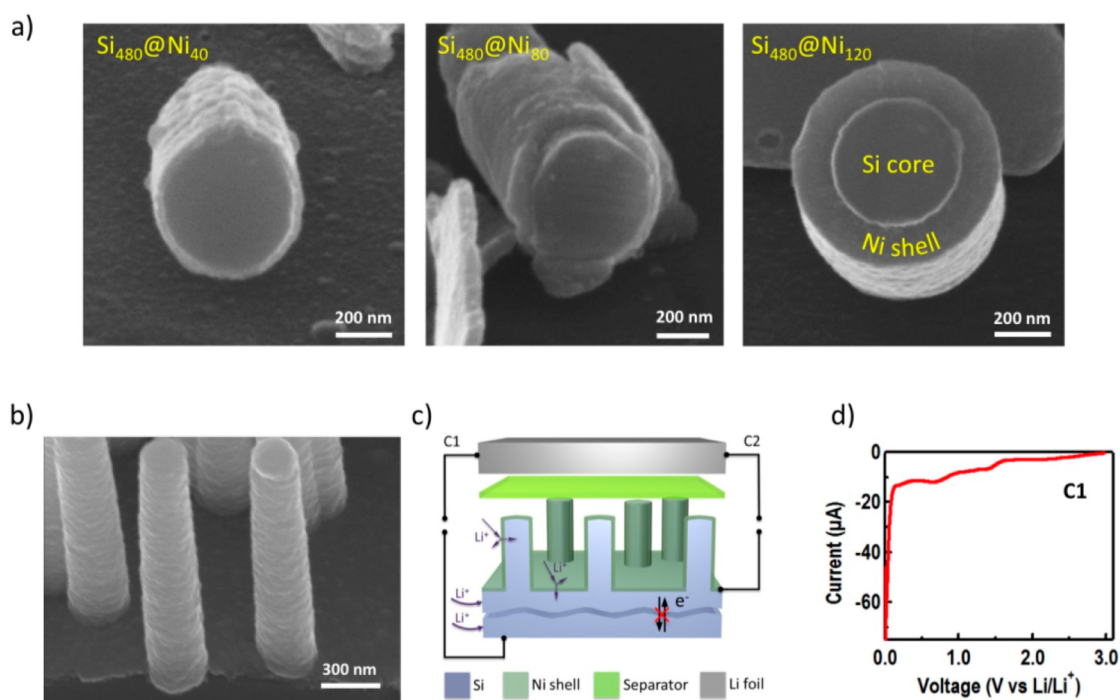 a)
Si₄₈₀@Ni₄₀
200 nm
Si₄₈₀@Ni₈₀
200 nm
Si₄₈₀@Ni₁₂₀
Si core
Ni shell
200 nm
b)
300 nm
c)
C1
C2
Li⁺
Li⁺
Li⁺
Li⁺
e⁻
Si
Ni shell
Separator
Li foil
d)
C1
0
-20
-40
-60
0.0
1.0
2.0
3.0
Current (μA)
Voltage (V vs Li/Li⁺)